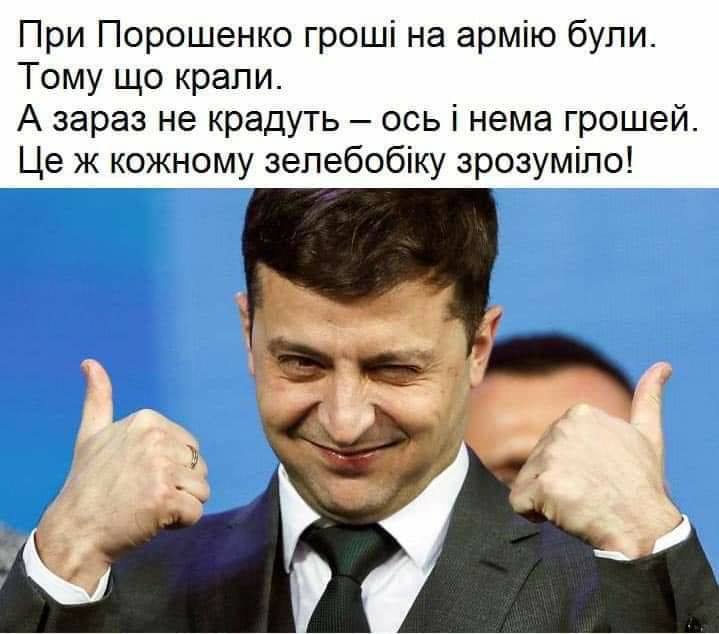 При Порошенко гроші на армію були.
Тому що крали.
А зараз не крадуть – ось і нема грошей.
Це ж кожному зелебобіку зрозуміло!